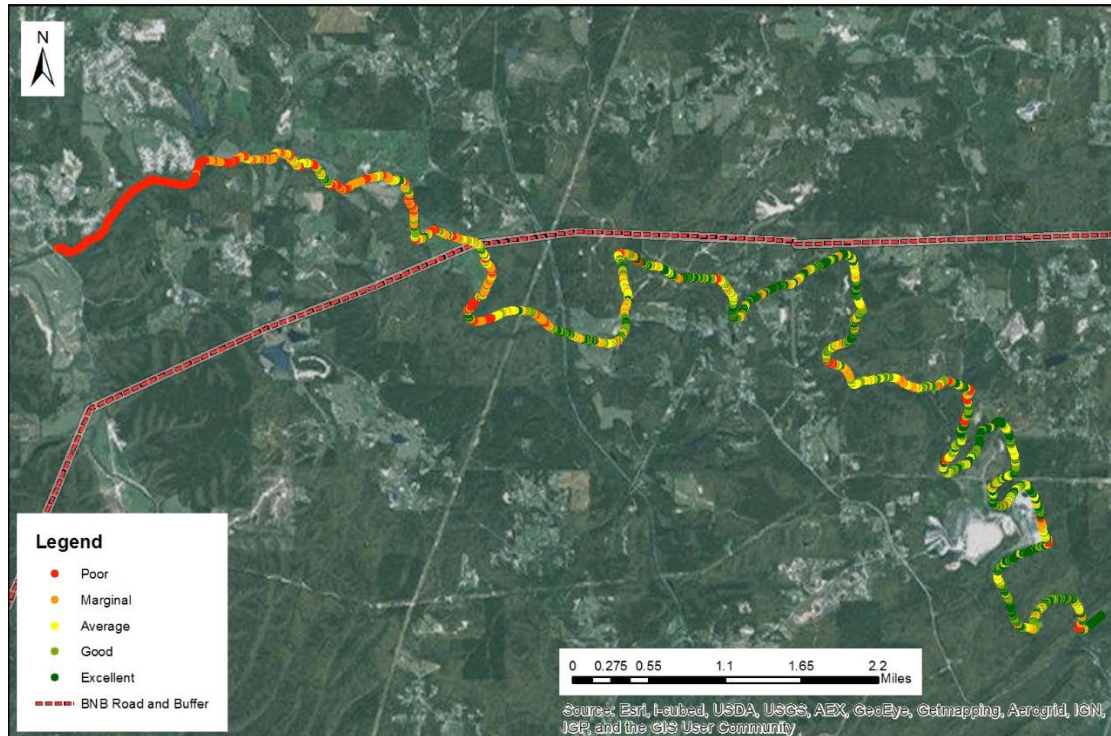 N
Legend
Poor
Marginal
Average
Good
Excellent
BNB Road and Buffer
0 0.275 0.55 1.1 1.65 2.2
Miles
Source: Esri, i-cubed, USDA, USGS, AEX, GeoEye, Getmapping, Aerogrid, IGN,
IGP, and the GIS User Community